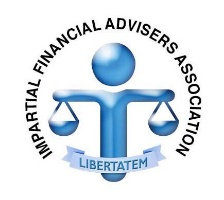 IMPARTIAL FINANCIAL ADVISERS ASSOCIATION
LIBERTATEM